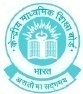 केन्द्रीय माध्यमिक शिक्षा बोर्ड
भारत
असतो मा सद्गमय